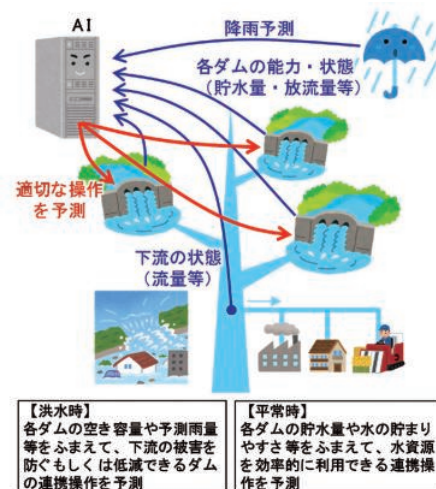 AI
降雨予測
各ダムの能力・状態
(貯水量・放流量等)
適切な操作
を予測
下流の状態
(流量等)
【洪水時】
各ダムの空き容量や予測雨量
等をふまえて、下流の被害を
防ぐもしくは低減できるダム
の連携操作を予測
【平常時】
各ダムの貯水量や水の貯まり
やすさ等をふまえて、水資源
を効率的に利用できる連携操
作を予測